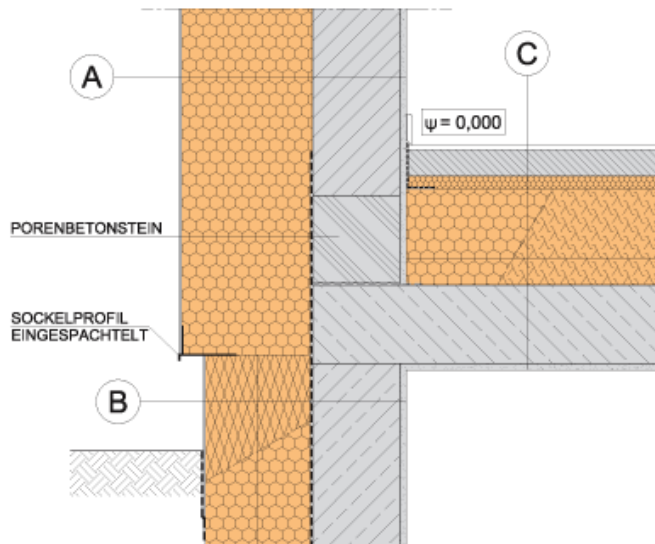 A
C
ψ = 0,000
PORENBETONSTEIN
SOCKELPROFIL
EINGESPACHTELT
B